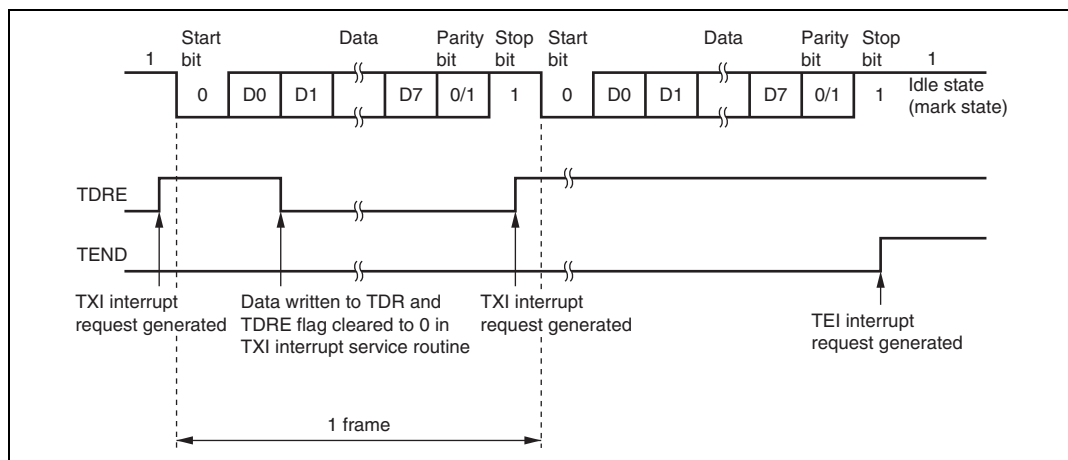 Start bit
Data
Parity bit
Stop bit
Start bit
Data
Parity bit
Stop bit
1
1
0
D0
D1
D7
0/1
1
0
D0
D1
D7
0/1
1
Idle state
(mark state)
TDRE
TEND
TXI interrupt
request generated
Data written to TDR and
TDRE flag cleared to 0 in
TXI interrupt service routine
TXI interrupt
request generated
TEI interrupt
request generated
1 frame